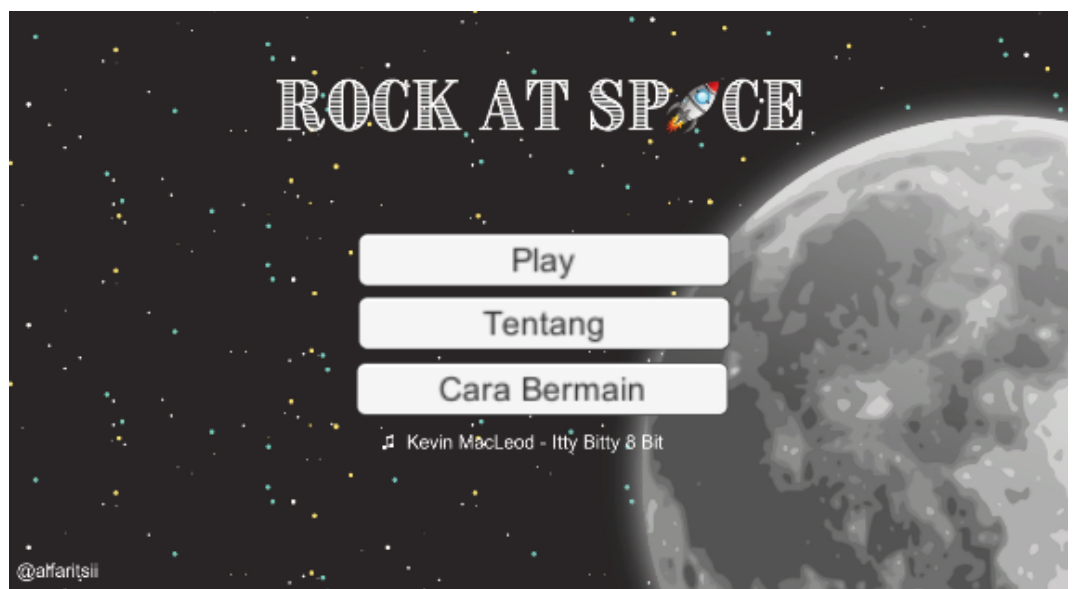 ROCK AT SPACE
Play
Tentang
Cara Bermain
♫ Kevin MacLeod - Itty Bitty 8 Bit
@alfaritsii